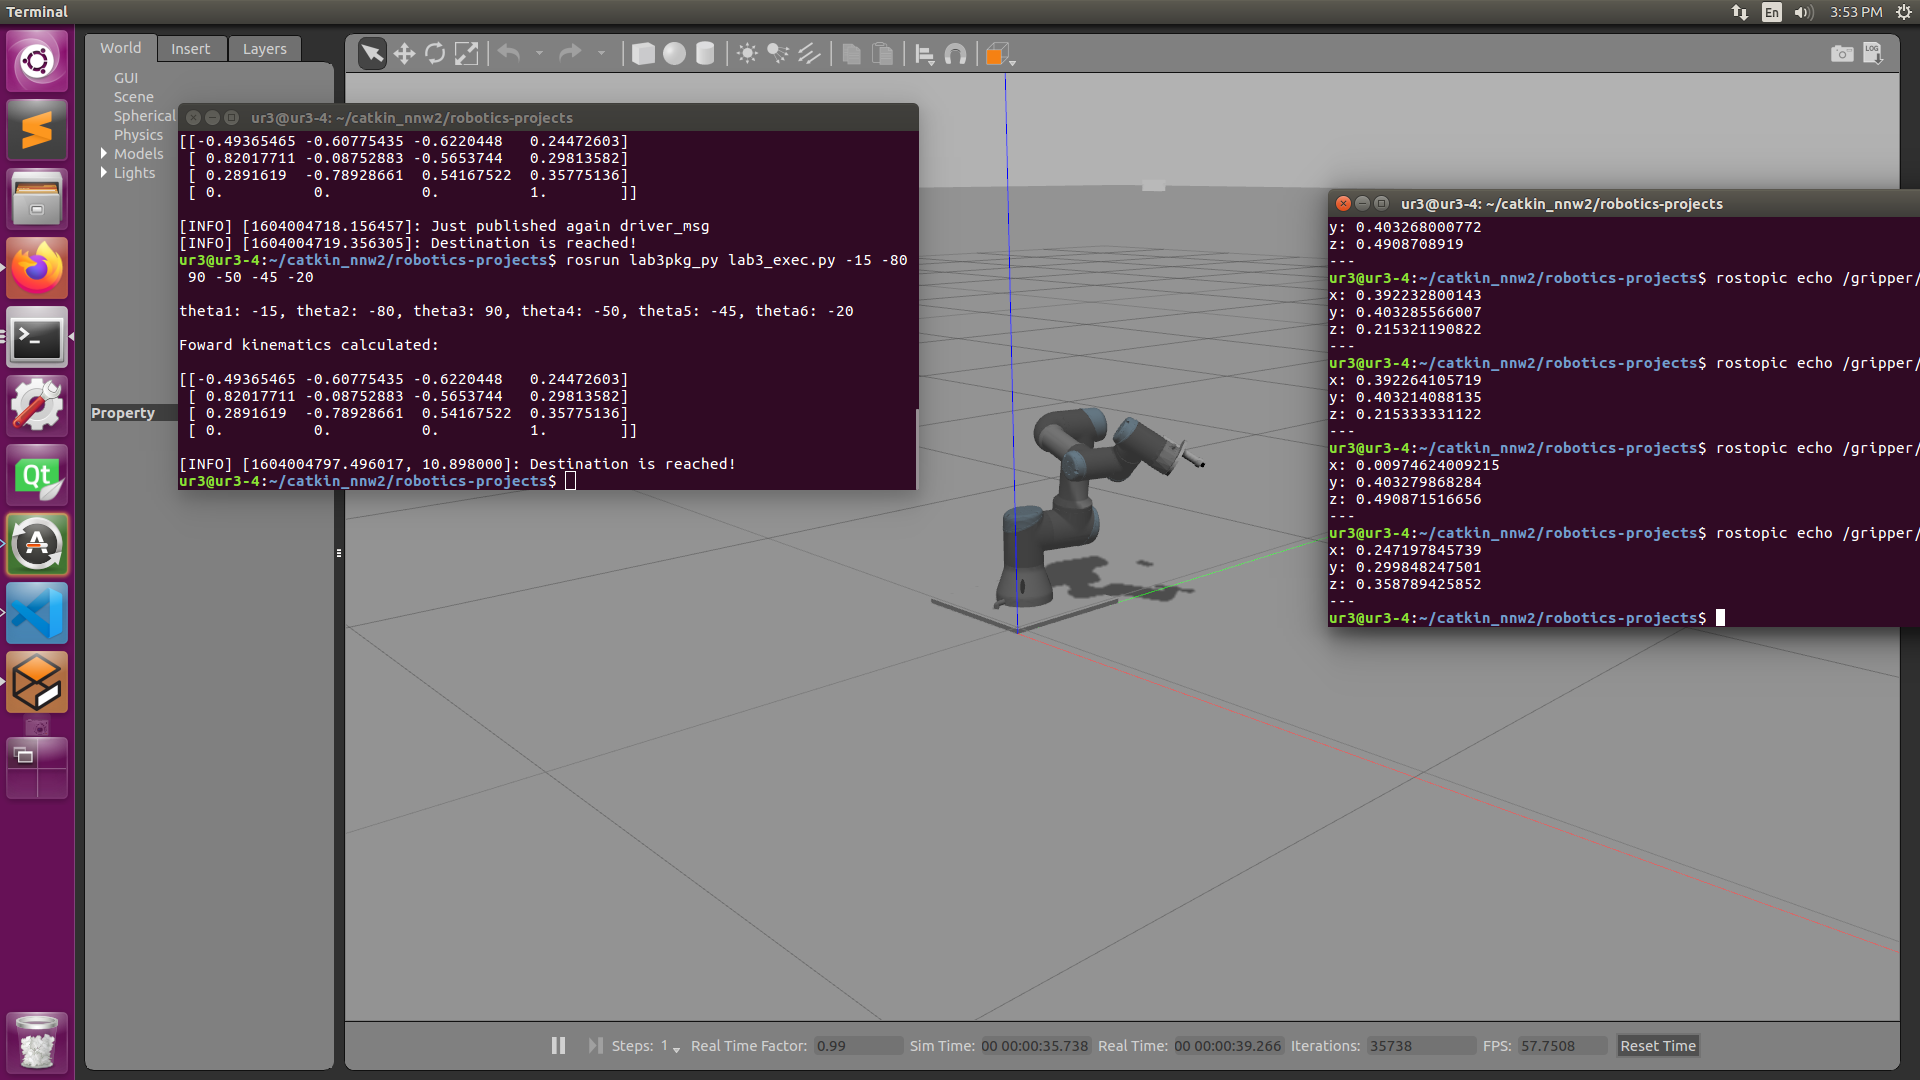 Terminal
En
3:53 PM
World
Insert
Layers
GUI
Scene
Spherical
Physics
Models
Lights
Property
LOG
ur3@ur3-4: ~/catkin_nnw2/robotics-projects
[[-0.49365465 -0.60775435 -0.6220448   0.24472603]
 [ 0.82017711 -0.08752883 -0.5653744   0.29813582]
 [ 0.2891619  -0.78928661  0.54167522  0.35775136]
 [ 0.          0.          0.          1.        ]]
[INFO] [1604004718.156457]: Just published again driver_msg
[INFO] [1604004719.356305]: Destination is reached!
ur3@ur3-4:~/catkin_nnw2/robotics-projects$ rosrun lab3pkg_py lab3_exec.py -15 -80
 90 -50 -45 -20
theta1: -15, theta2: -80, theta3: 90, theta4: -50, theta5: -45, theta6: -20
Foward kinematics calculated:
[[-0.49365465 -0.60775435 -0.6220448   0.24472603]
 [ 0.82017711 -0.08752883 -0.5653744   0.29813582]
 [ 0.2891619  -0.78928661  0.54167522  0.35775136]
 [ 0.          0.          0.          1.        ]]
[INFO] [1604004797.496017, 10.898000]: Destination is reached!
ur3@ur3-4:~/catkin_nnw2/robotics-projects$
ur3@ur3-4: ~/catkin_nnw2/robotics-projects
y: 0.403268000772
z: 0.4908708919
---
ur3@ur3-4:~/catkin_nnw2/robotics-projects$ rostopic echo /gripper/
x: 0.392232800143
y: 0.403285566007
z: 0.215321190822
---
ur3@ur3-4:~/catkin_nnw2/robotics-projects$ rostopic echo /gripper/
x: 0.392264105719
y: 0.403214088135
z: 0.215333331122
---
ur3@ur3-4:~/catkin_nnw2/robotics-projects$ rostopic echo /gripper/
x: 0.00974624009215
y: 0.403279868284
z: 0.490871516656
---
ur3@ur3-4:~/catkin_nnw2/robotics-projects$ rostopic echo /gripper/
x: 0.247197845739
y: 0.299848247501
z: 0.358789425852
---
ur3@ur3-4:~/catkin_nnw2/robotics-projects$
Qt
A
Steps: 1 Real Time Factor: 0.99 Sim Time: 00 00:00:35.738 Real Time: 00 00:00:39.266 Iterations: 35738 FPS: 57.7508 Reset Time